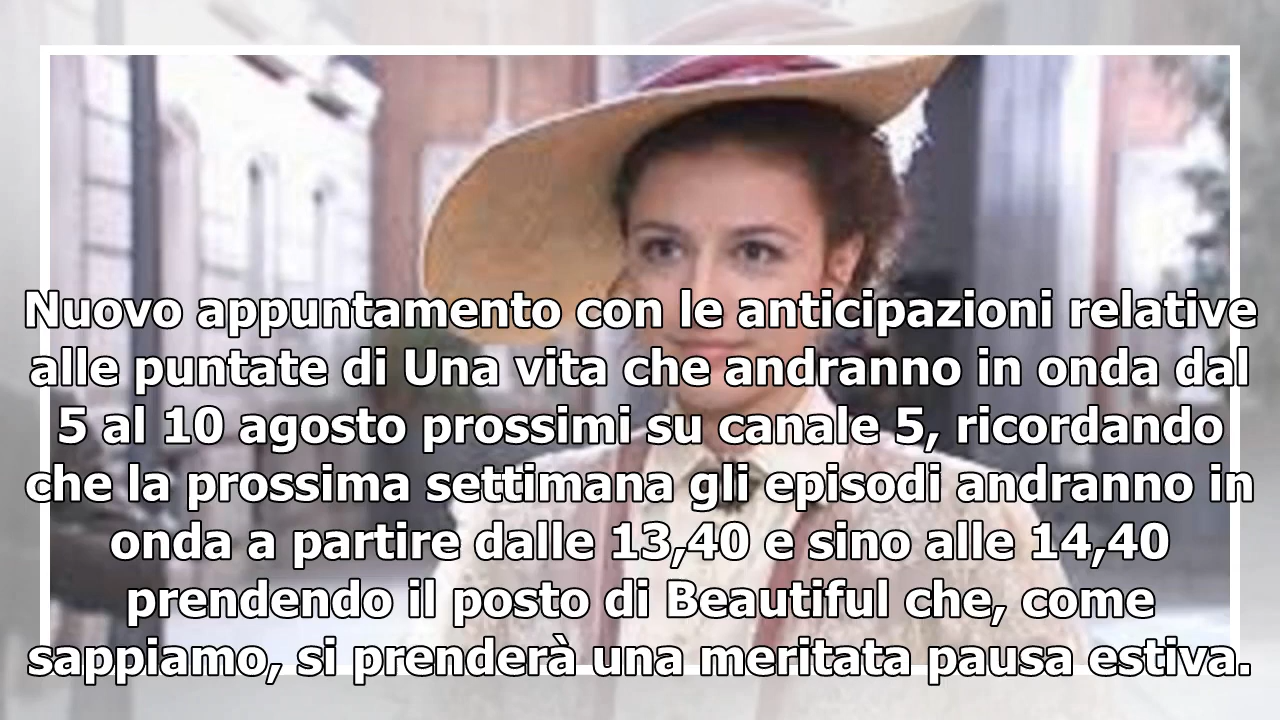 Nuovo appuntamento con le anticipazioni relative
alle puntate di Una vita che andranno in onda dal
5 al 10 agosto prossimi su canale 5, ricordando
che la prossima settimana gli episodi andranno in
onda a partire dalle 13,40 e sino alle 14,40
prendendo il posto di Beautiful che, come
sappiamo, si prenderà una meritata pausa estiva.